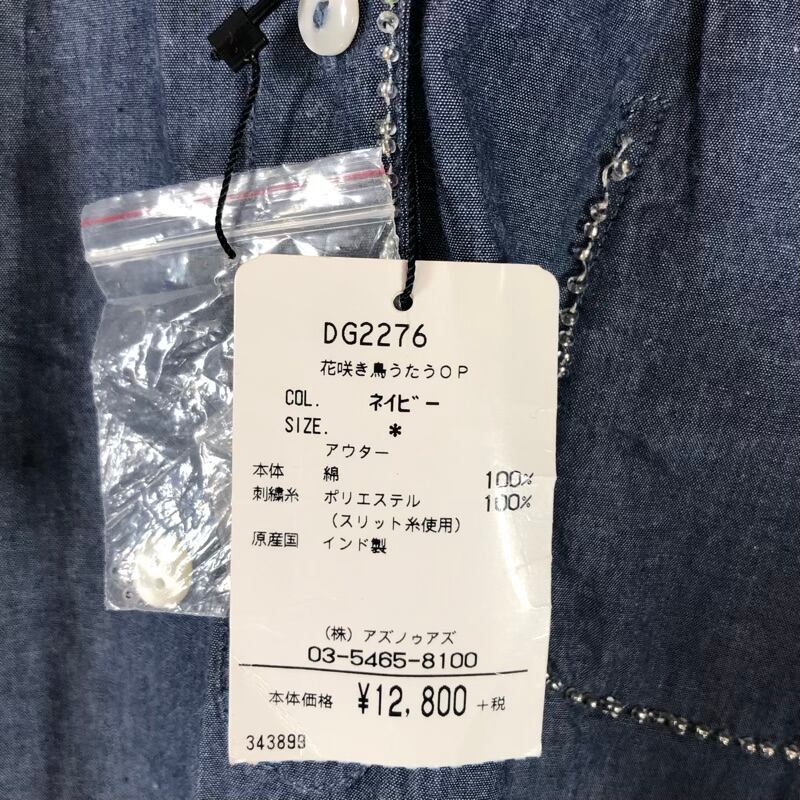 DG2276
花咲き鳥うたうOP
COL. ネイビー
SIZE. *
アウター
本体 綿 100%
刺繍糸 ポリエステル 100%
(スリット糸使用)
原産国 インド製
(株) アズノゥアズ
03-5465-8100
本体価格 ¥12,800 +税
343899